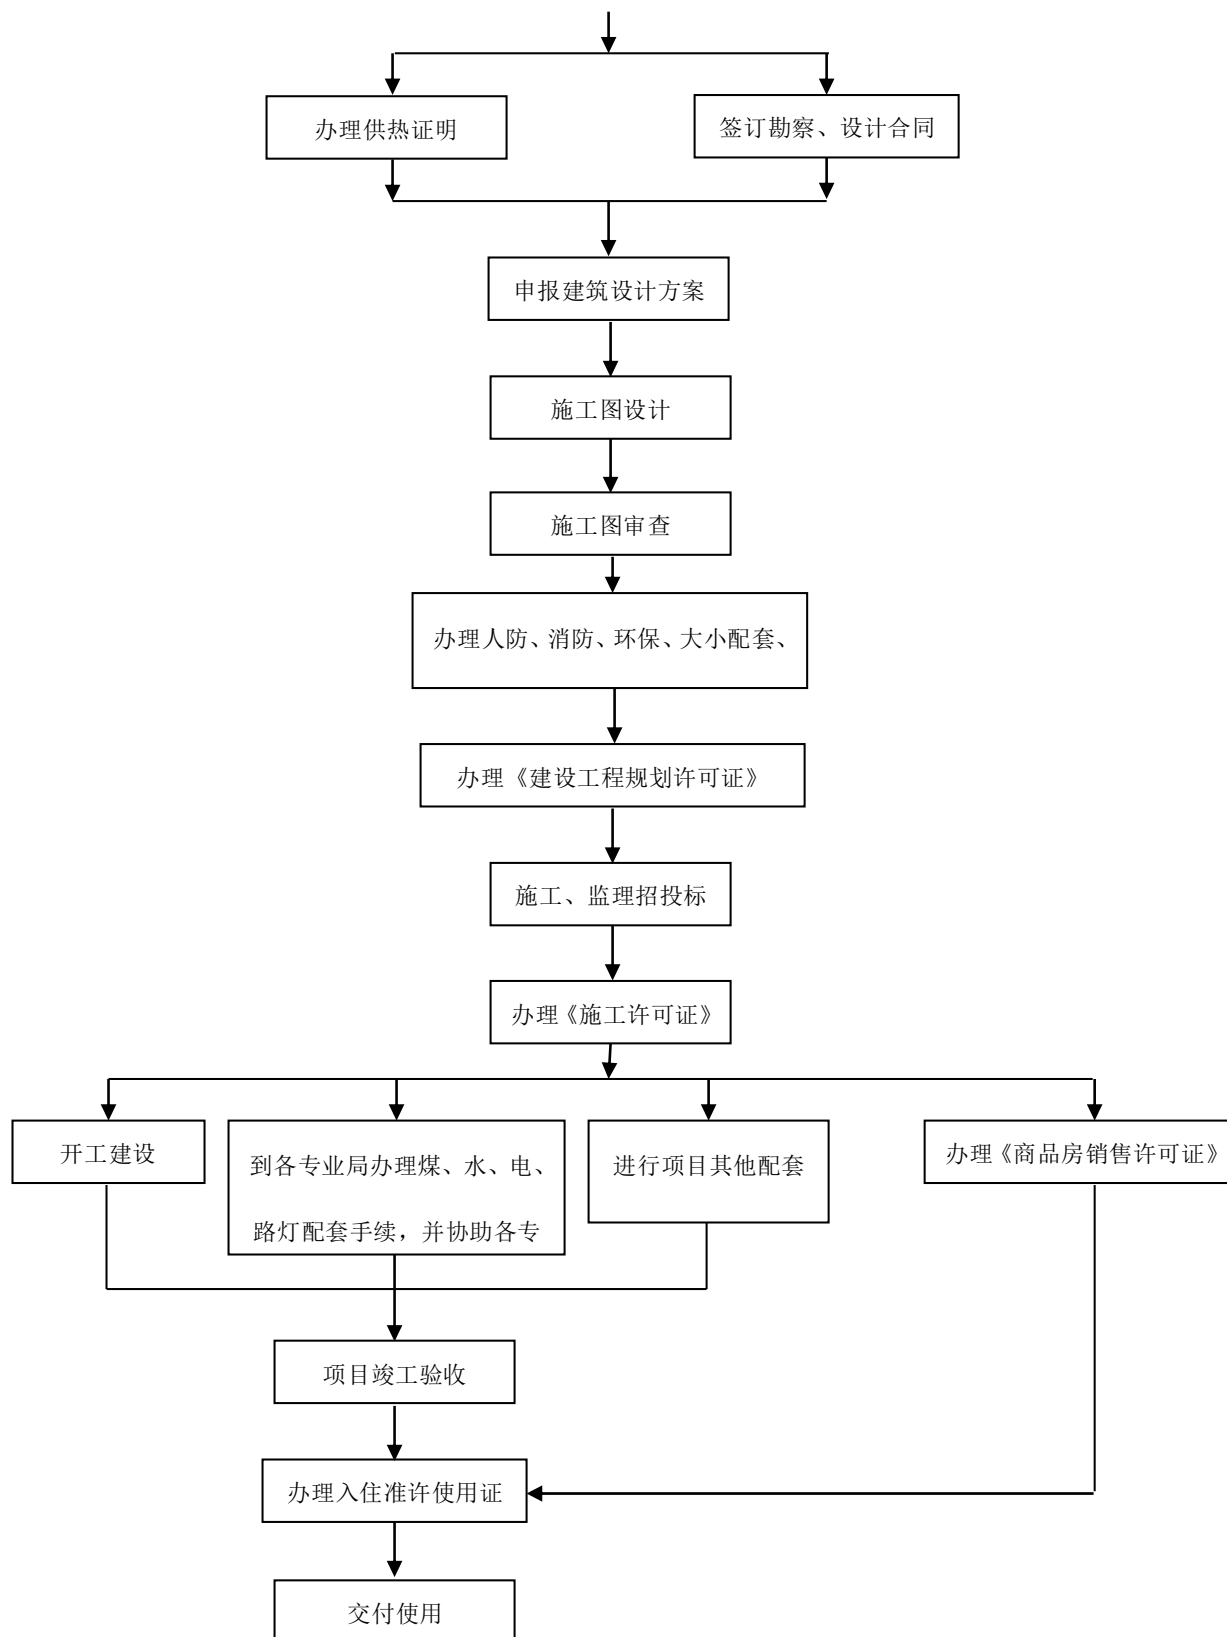 办理供热证明
签订勘察、设计合同
申报建筑设计方案
施工图设计
施工图审查
办理人防、消防、环保、大小配套、
办理《建设工程规划许可证》
施工、监理招投标
办理《施工许可证》
开工建设
到各专业局办理煤、水、电、
路灯配套手续，并协助各专
进行项目其他配套
办理《商品房销售许可证》
项目竣工验收
办理入住准许使用证
交付使用